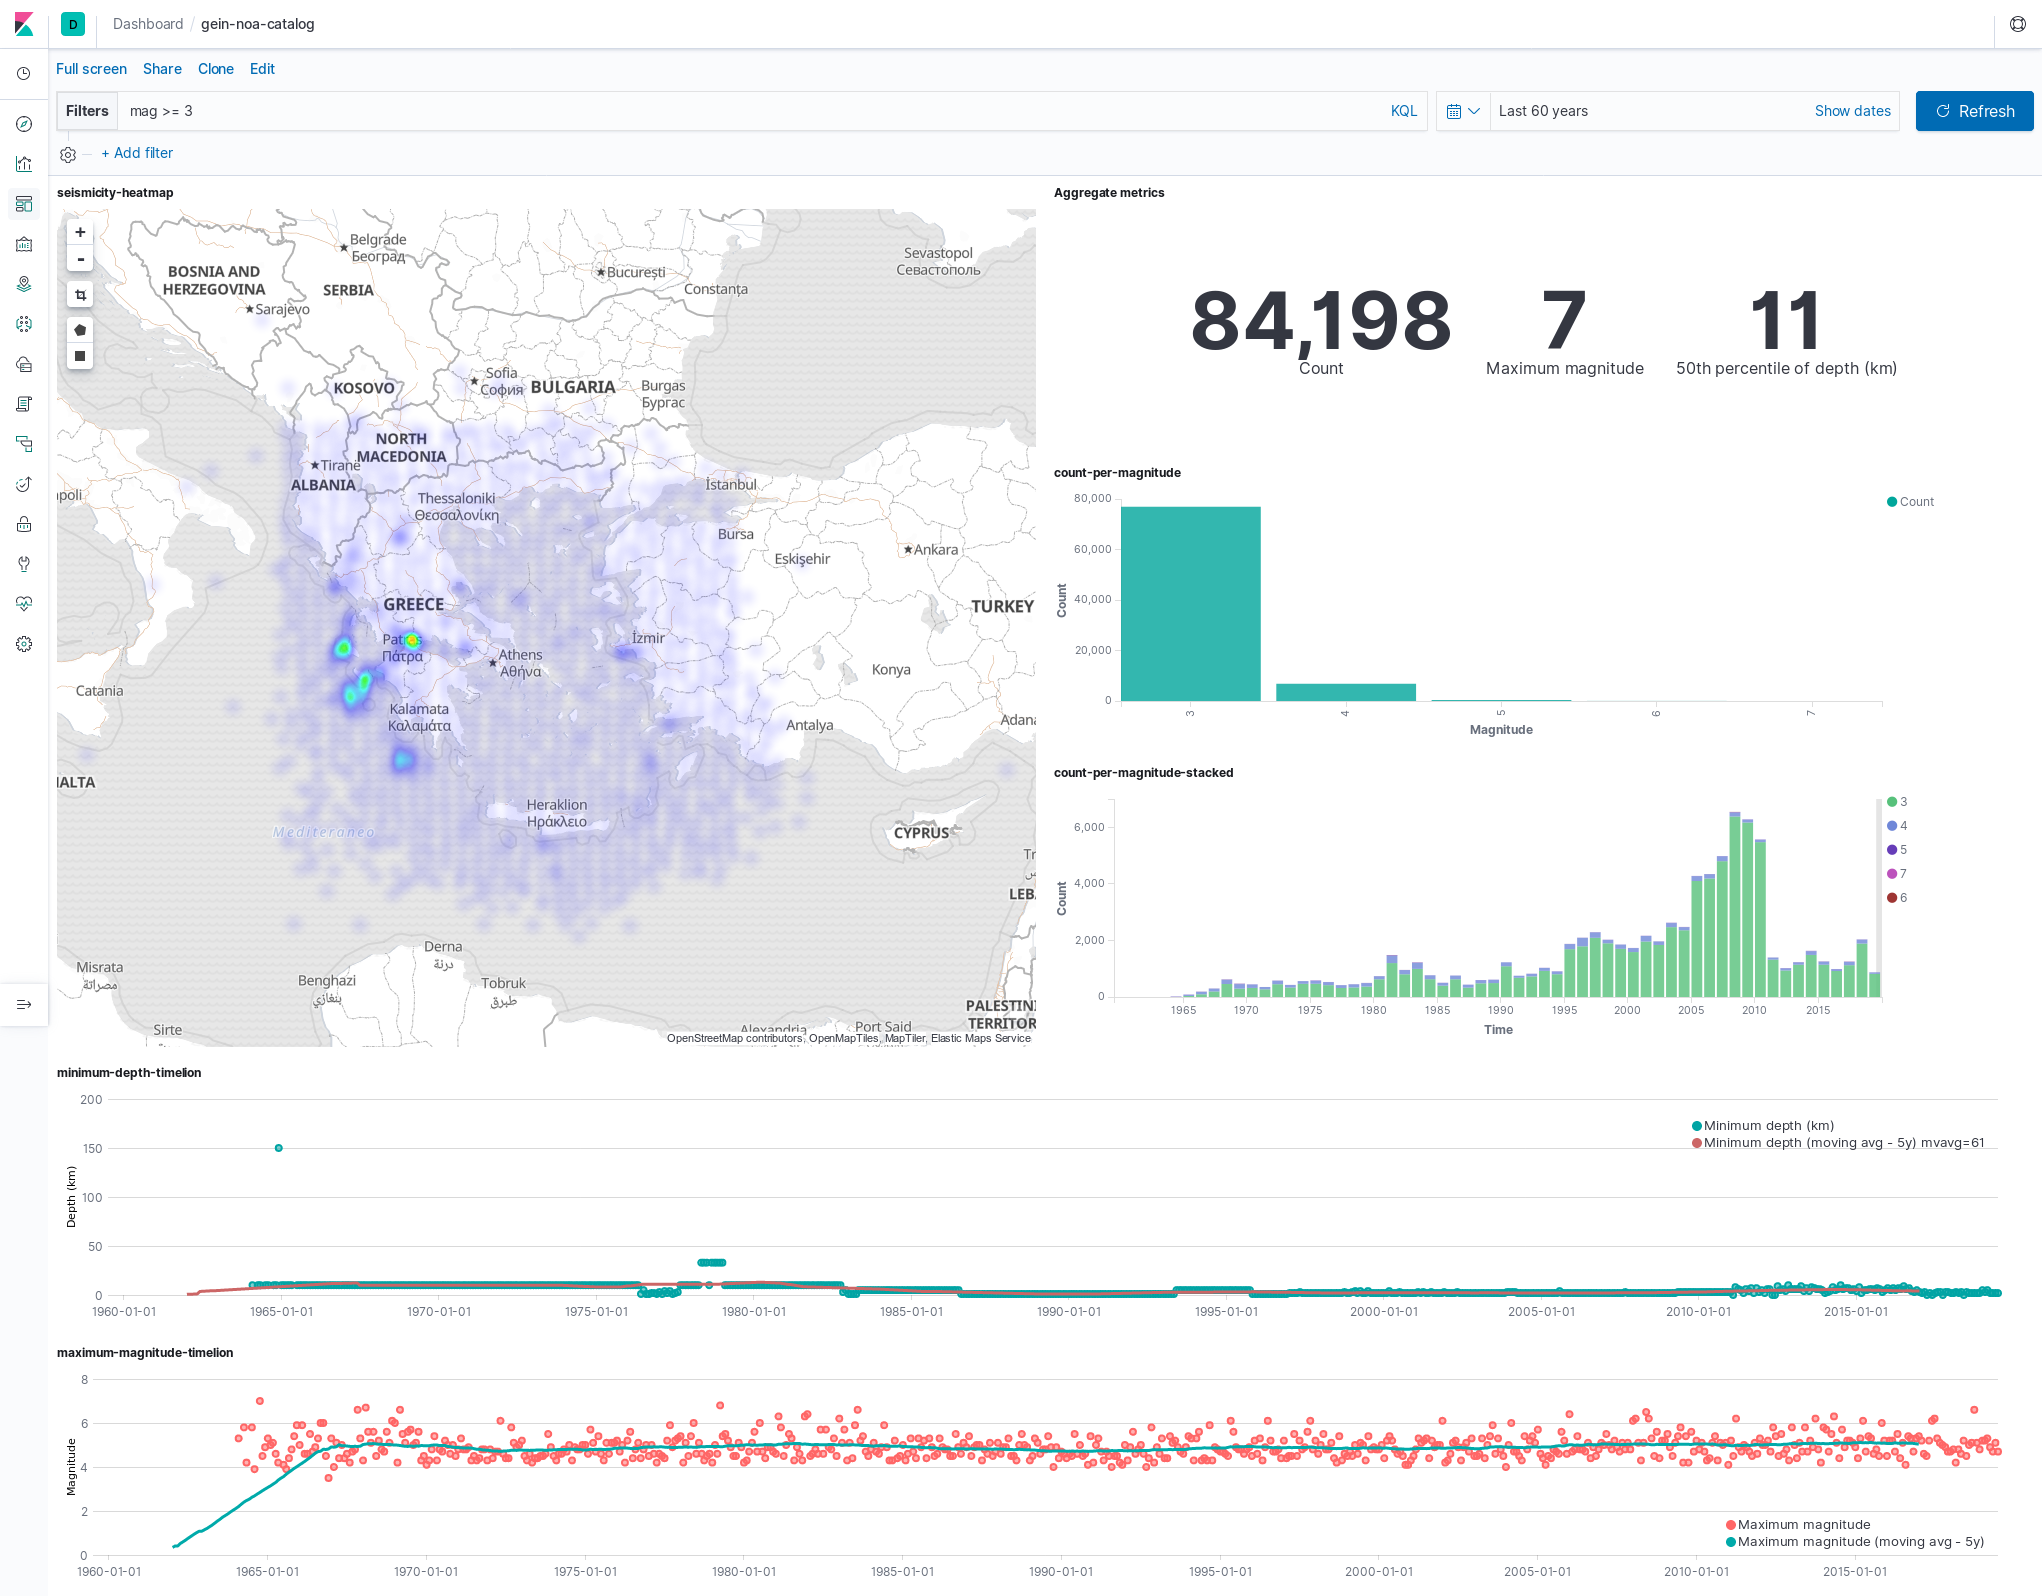 D Dashboard / gein-noa-catalog
Full screen Share Clone Edit
Filters mag >= 3 KQL Last 60 years Show dates Refresh
+ Add filter
seismicity-heatmap
+
-
Belgrade
Београд
BOSNIA AND
HERZEGOVINA
SERBIA
Sarajevo
București
Constanța
Sevastopol
Севастополь
KOSOVO
Sofia
София
BULGARIA
Burgas
Бургас
NORTH
MACEDONIA
Tirane
ALBANIA
apoli
Thessaloniki
Θεσσαλονίκη
İstanbul
Bursa
Eskişehir
Ankara
GREECE
TURKEY
Patras
Πάτρα
Athens
Αθήνα
İzmir
Konya
Catania
Kalamata
Καλαμάτα
Antalya
Adana
IALTA
Heraklion
Ηράκλειο
Mediteraneo
CYPRUS
Tr
LEB
Derna
درنة
Misrata
مصراتة
Benghazi
بنغازي
Tobruk
طبرق
Sirte
Alexandria
Port Said
PALESTINI
TERRITOR
OpenStreetMap contributors, OpenMapTiles, MapTiler, Elastic Maps Service
Aggregate metrics
84,198 7 11
Count Maximum magnitude 50th percentile of depth (km)
count-per-magnitude
80,000
60,000
40,000
20,000
0
Count
3 4 5 6 7
Magnitude
Count
count-per-magnitude-stacked
6,000
4,000
2,000
0
Count
1965 1970 1975 1980 1985 1990 1995 2000 2005 2010 2015
Time
3
4
5
7
6
minimum-depth-timelion
200
150
100
50
0
Depth (km)
Minimum depth (km)
Minimum depth (moving avg - 5y) mvavg=61
1960-01-01 1965-01-01 1970-01-01 1975-01-01 1980-01-01 1985-01-01 1990-01-01 1995-01-01 2000-01-01 2005-01-01 2010-01-01 2015-01-01
maximum-magnitude-timelion
8
6
4
2
0
Magnitude
Maximum magnitude
Maximum magnitude (moving avg - 5y)
1960-01-01 1965-01-01 1970-01-01 1975-01-01 1980-01-01 1985-01-01 1990-01-01 1995-01-01 2000-01-01 2005-01-01 2010-01-01 2015-01-01